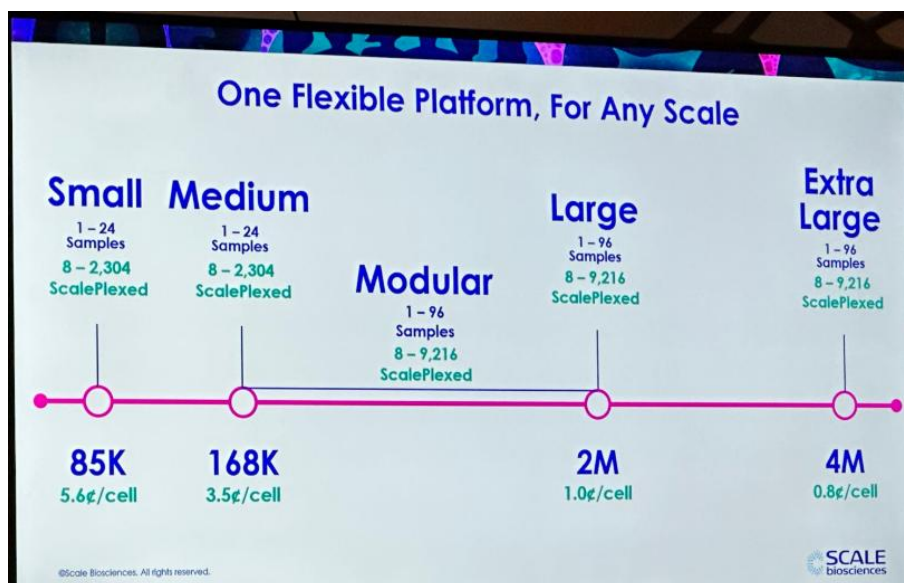 One Flexible Platform, For Any Scale
Small
1 – 24
Samples
8 – 2,304
ScalePlexed
Medium
1 – 24
Samples
8 – 2,304
ScalePlexed
Modular
1 – 96
Samples
8 – 9,216
ScalePlexed
Large
1 – 96
Samples
8 – 9,216
ScalePlexed
Extra
Large
1 – 96
Samples
8 – 9,216
ScalePlexed
85K
5.6¢/cell
168K
3.5¢/cell
2M
1.0¢/cell
4M
0.8¢/cell
©Scale Biosciences. All rights reserved.
SCALE
biosciences